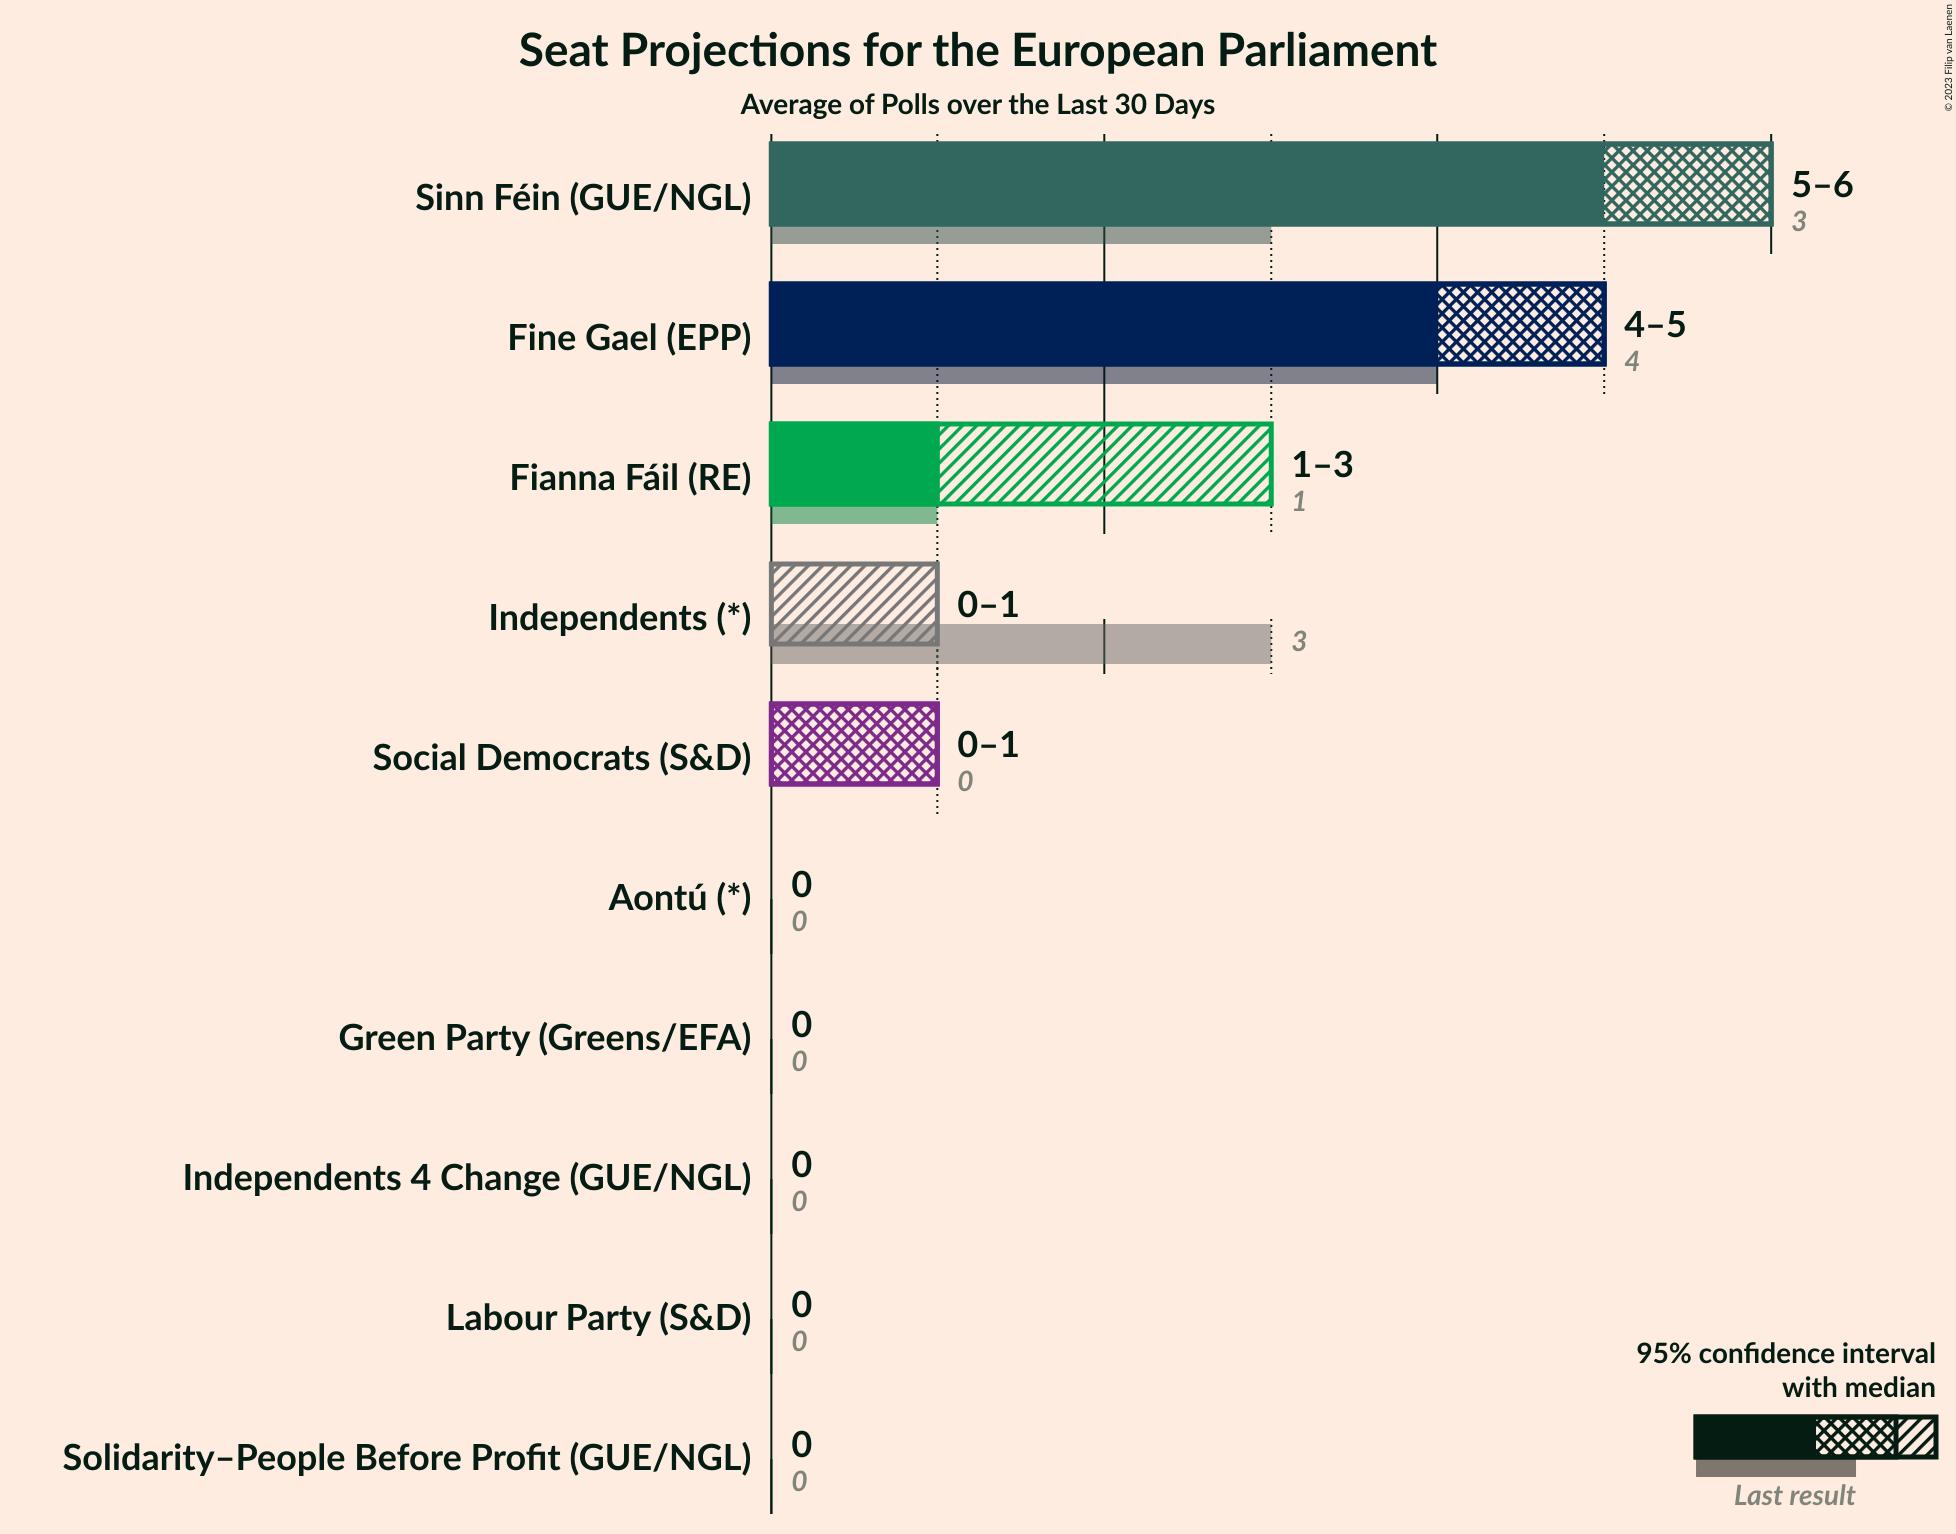 Seat Projections for the European Parliament
Average of Polls over the Last 30 Days
© 2023 Filip van Laenen
Sinn Féin (GUE/NGL)
5–6
3
Fine Gael (EPP)
4–5
4
Fianna Fáil (RE)
1–3
1
Independents (*)
0–1
3
Social Democrats (S&D)
0–1
0
Aontú (*)
0
0
Green Party (Greens/EFA)
0
0
Independents 4 Change (GUE/NGL)
0
0
Labour Party (S&D)
0
0
Solidarity–People Before Profit (GUE/NGL)
0
0
95% confidence interval
with median
Last result